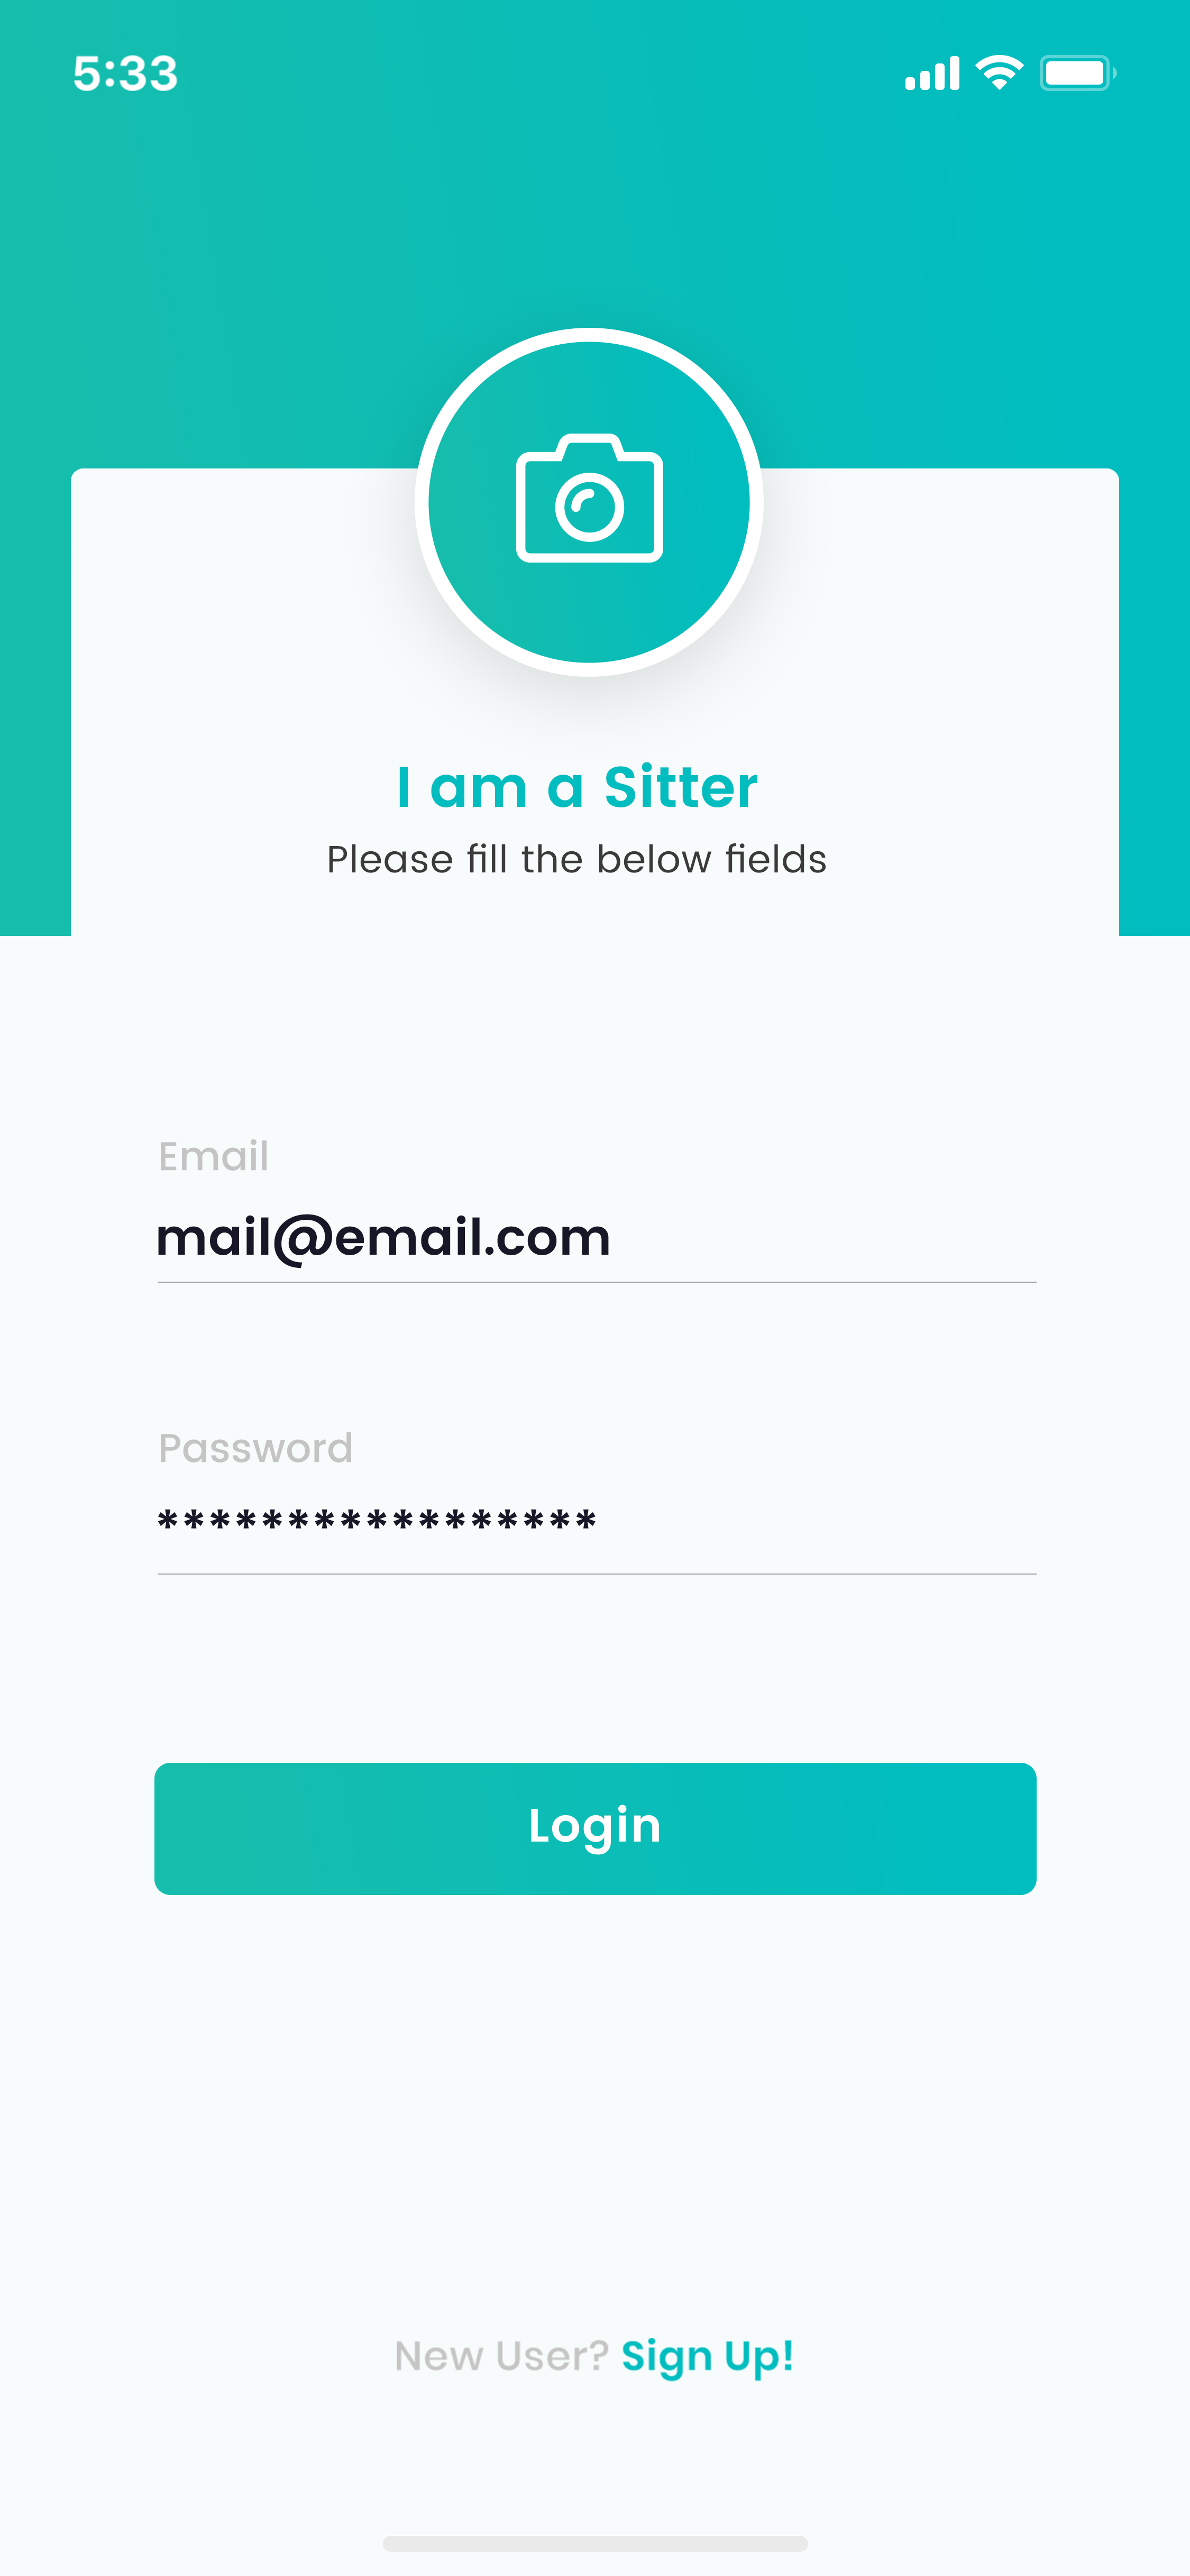 5:33
I am a Sitter
Please fill the below fields
Email
mail@email.com
Password
*****************
Login
New User? Sign Up!